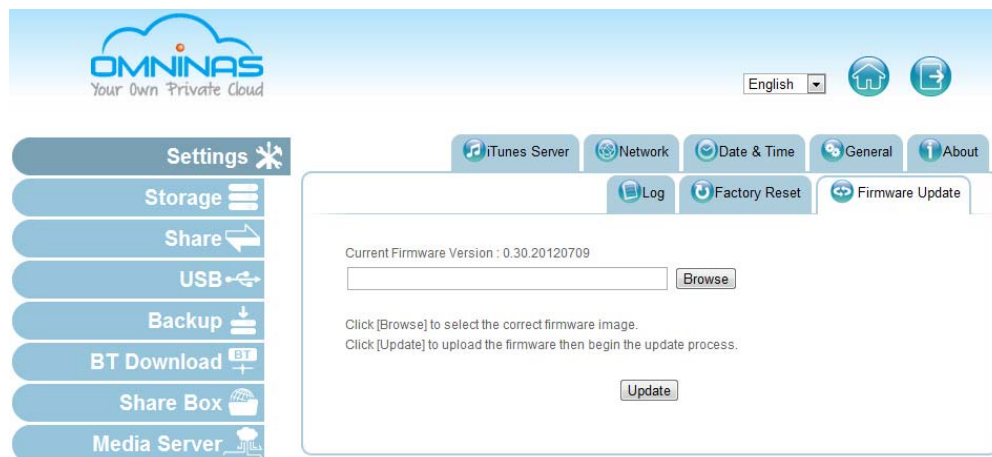 OMNINAS
Your Own Private Cloud
English
Settings
Storage
Share
USB
Backup
BT Download
BT
Share Box
Media Server
iTunes Server
Network
Date & Time
General
About
Log
Factory Reset
Firmware Update
Current Firmware Version : 0.30.20120709
Browse
Click [Browse] to select the correct firmware image.
Click [Update] to upload the firmware then begin the update process.
Update